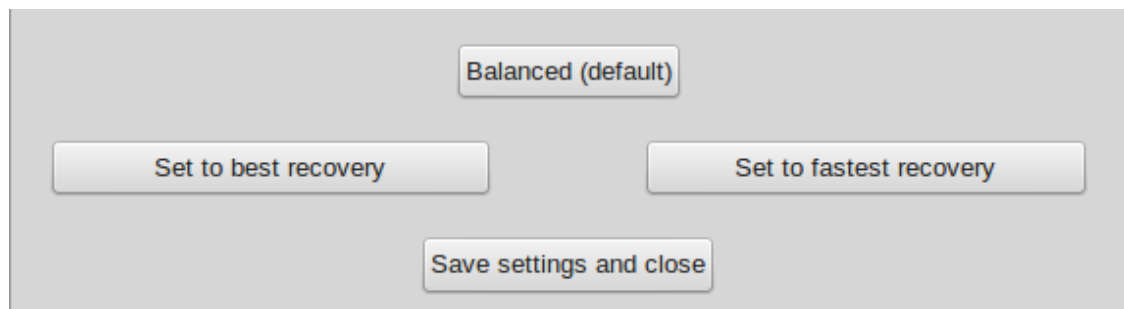 Balanced (default)
Set to best recovery
Set to fastest recovery
Save settings and close